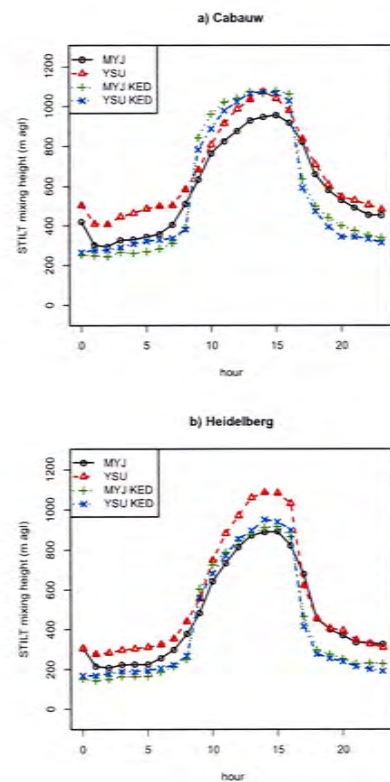 a) Cabauw
MYJ
YSU
MYJ KED
YSU KED
STILT mixing height (m agl)
0 200 400 600 800 1000 1200
0 5 10 15 20
hour
b) Heidelberg
MYJ
YSU
MYJ KED
YSU KED
STILT mixing height (m agl)
0 200 400 600 800 1000 1200
0 5 10 15 20
hour